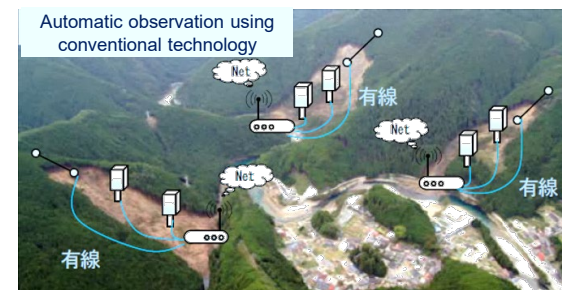 Automatic observation using
conventional technology
Net
有線
Net
Net
有線
有線